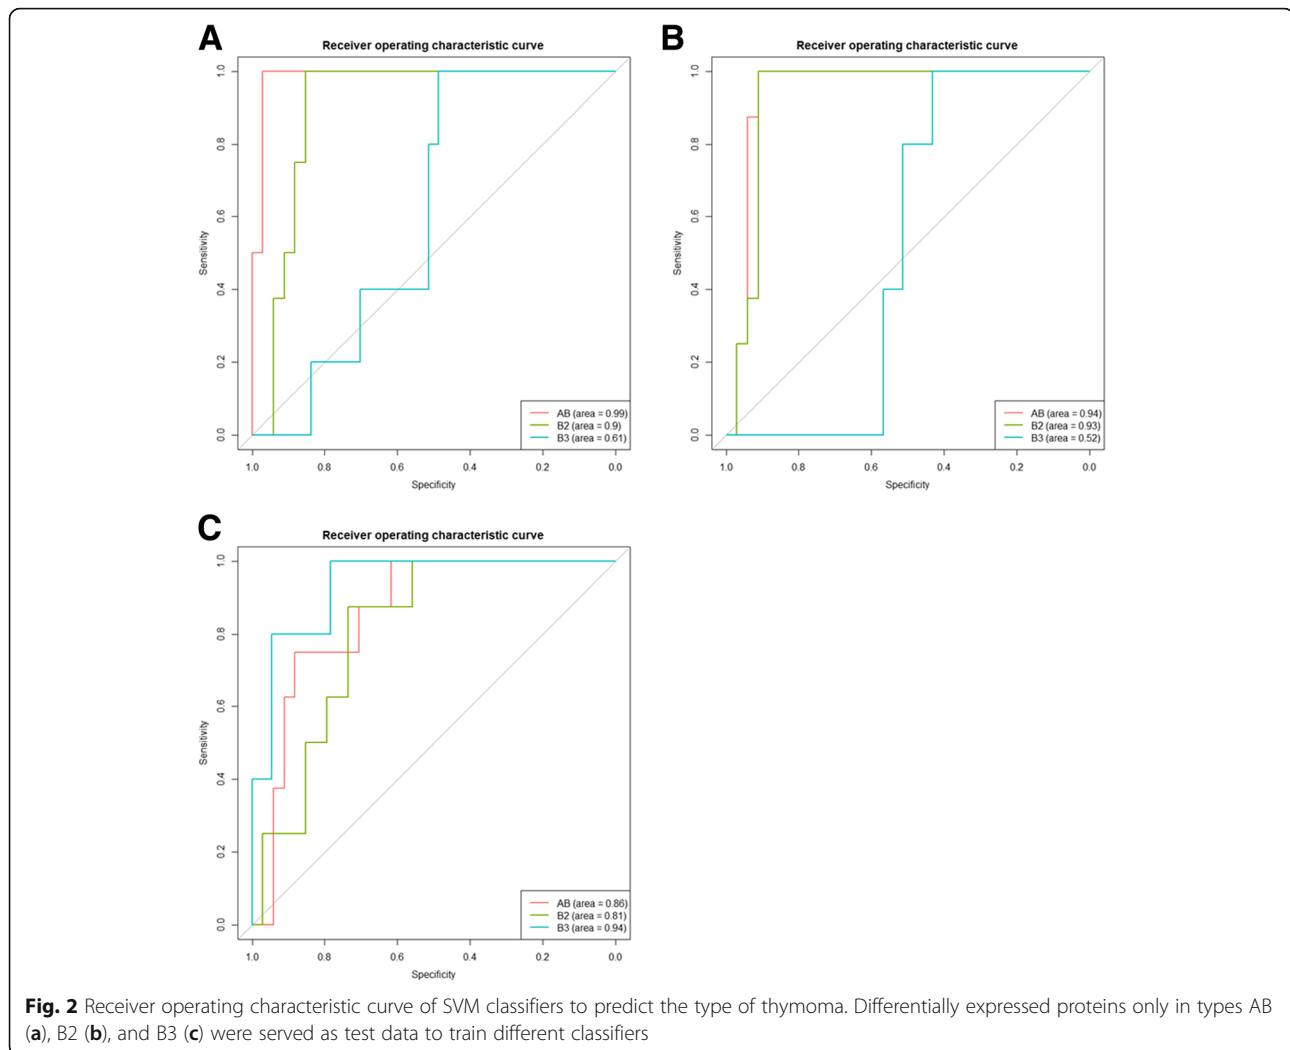 A
Receiver operating characteristic curve
Sensitivity
0.0 0.2 0.4 0.6 0.8 1.0
1.0 0.8 0.6 0.4 0.2 0.0
Specificity
AB (area = 0.99)
B2 (area = 0.9)
B3 (area = 0.61)
B
Receiver operating characteristic curve
Sensitivity
0.0 0.2 0.4 0.6 0.8 1.0
1.0 0.8 0.6 0.4 0.2 0.0
Specificity
AB (area = 0.94)
B2 (area = 0.93)
B3 (area = 0.52)
C
Receiver operating characteristic curve
Sensitivity
0.0 0.2 0.4 0.6 0.8 1.0
1.0 0.8 0.6 0.4 0.2 0.0
Specificity
AB (area = 0.86)
B2 (area = 0.81)
B3 (area = 0.94)
Fig. 2 Receiver operating characteristic curve of SVM classifiers to predict the type of thymoma. Differentially expressed proteins only in types AB
(a), B2 (b), and B3 (c) were served as test data to train different classifiers